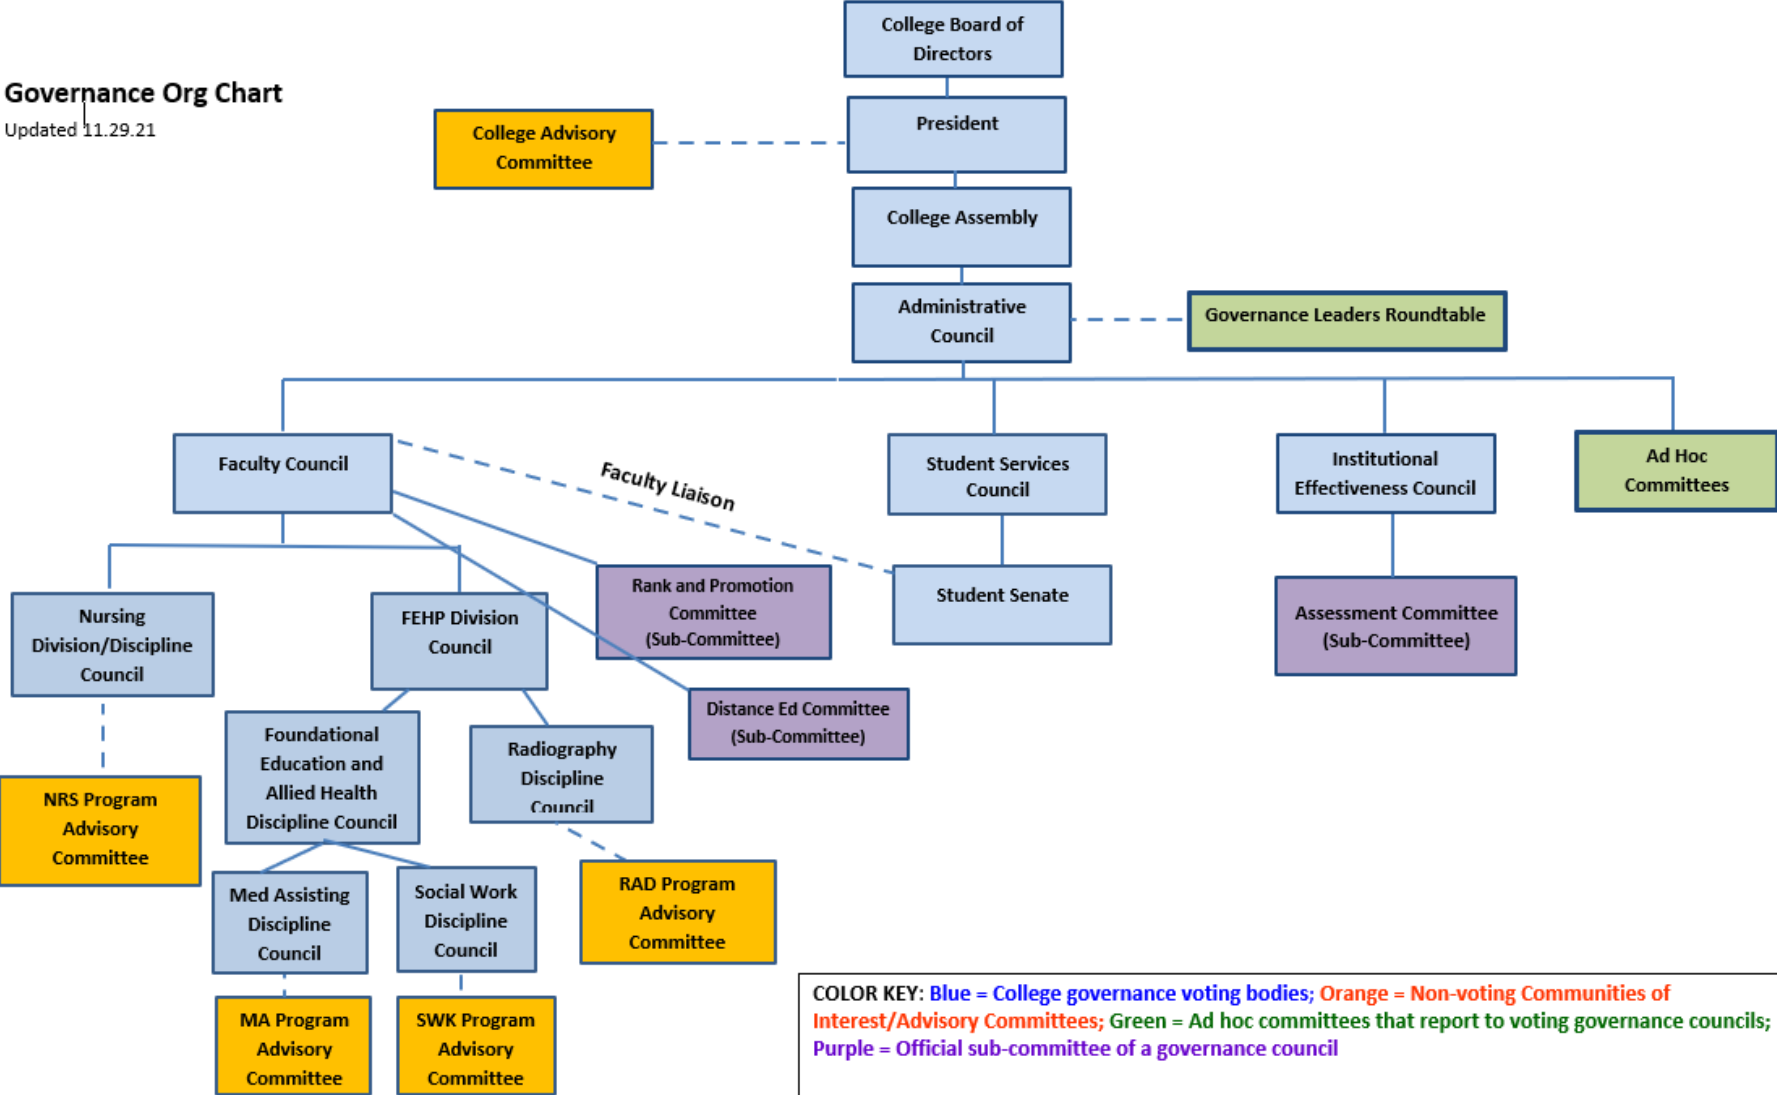 College Board of
Directors
Governance Org Chart
Updated 11.29.21
College Advisory
Committee
President
College Assembly
Administrative
Council
Governance Leaders Roundtable
Faculty Council
Faculty Liaison
Student Services
Council
Institutional
Effectiveness Council
Ad Hoc
Committees
Nursing
Division/Discipline
Council
FEHP Division
Council
Rank and Promotion
Committee
(Sub-Committee)
Student Senate
Assessment Committee
(Sub-Committee)
Distance Ed Committee
(Sub-Committee)
Foundational
Education and
Allied Health
Discipline Council
Radiography
Discipline
Council
NRS Program
Advisory
Committee
Med Assisting
Discipline
Council
Social Work
Discipline
Council
RAD Program
Advisory
Committee
MA Program
Advisory
Committee
SWK Program
Advisory
Committee
COLOR KEY: Blue = College governance voting bodies; Orange = Non-voting Communities of
Interest/Advisory Committees; Green = Ad hoc committees that report to voting governance councils;
Purple = Official sub-committee of a governance council